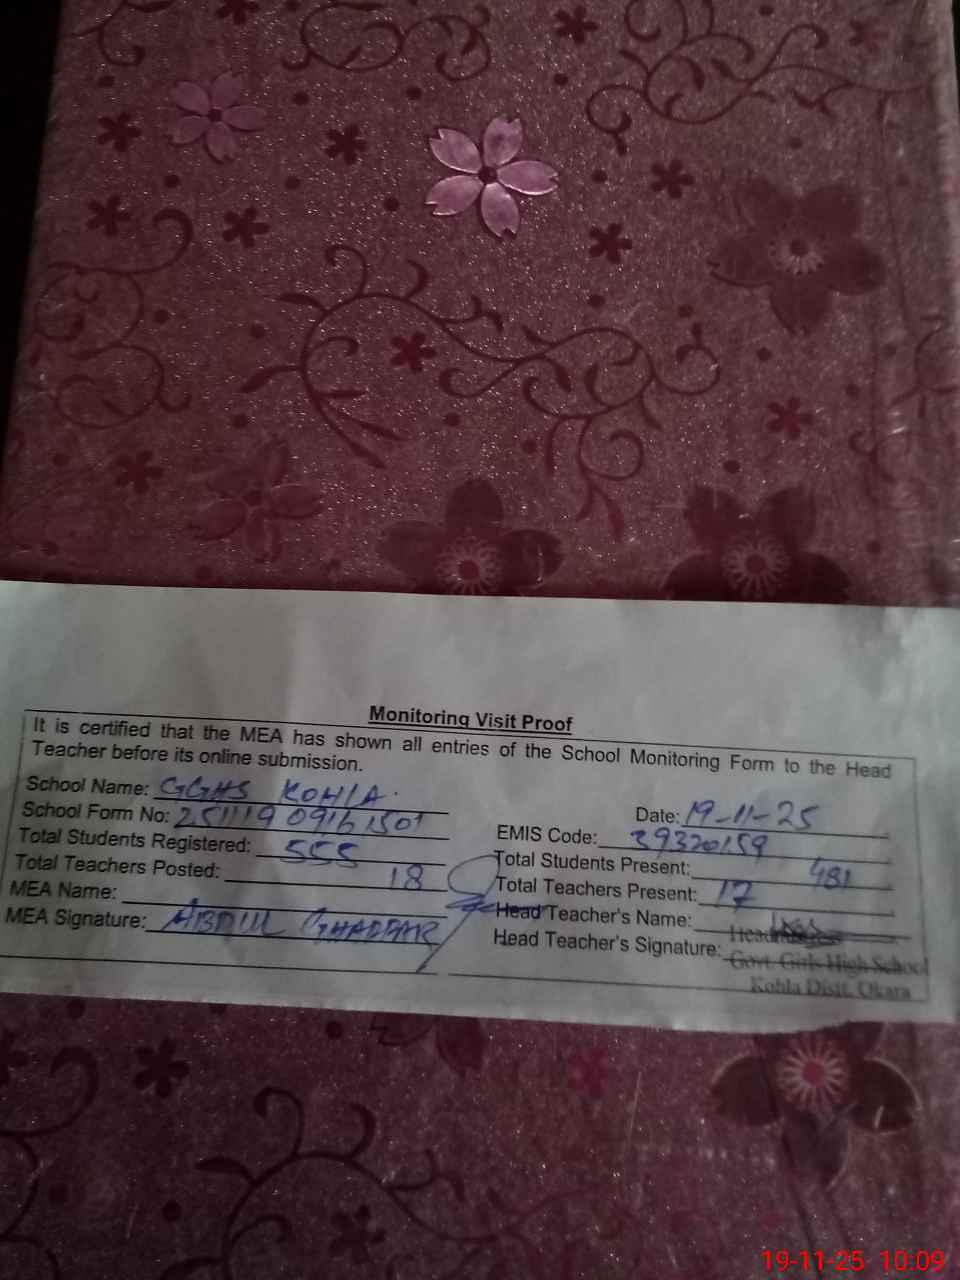 Monitoring Visit Proof
It is certified that the MEA has shown all entries of the School Monitoring Form to the Head
Teacher before its online submission.
School Name: GGHS KOHLA.
Date: 19-11-25
School Form No: 25111909161501
EMIS Code: 39320159
Total Students Registered: 555
Total Students Present: 481
Total Teachers Posted: 18
Total Teachers Present: 17
MEA Name:
Head Teacher's Name:
MEA Signature: ABDUL GHAFFAR
Head Teacher's Signature:
Govt. Girls High School
Kohla Distt. Okara
19-11-25 10:09